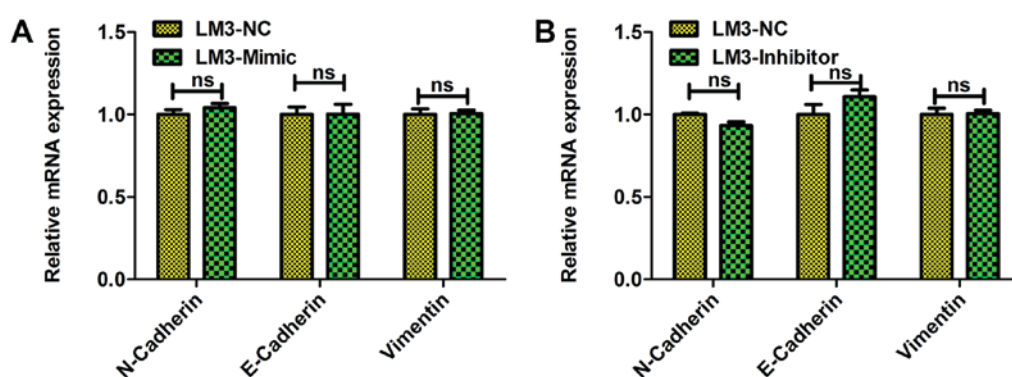 A
Relative mRNA expression
1.5
1.0
0.5
0.0
LM3-NC
LM3-Mimic
ns
ns
ns
N-Cadherin
E-Cadherin
Vimentin
B
Relative mRNA expression
1.5
1.0
0.5
0.0
LM3-NC
LM3-Inhibitor
ns
ns
ns
N-Cadherin
E-Cadherin
Vimentin